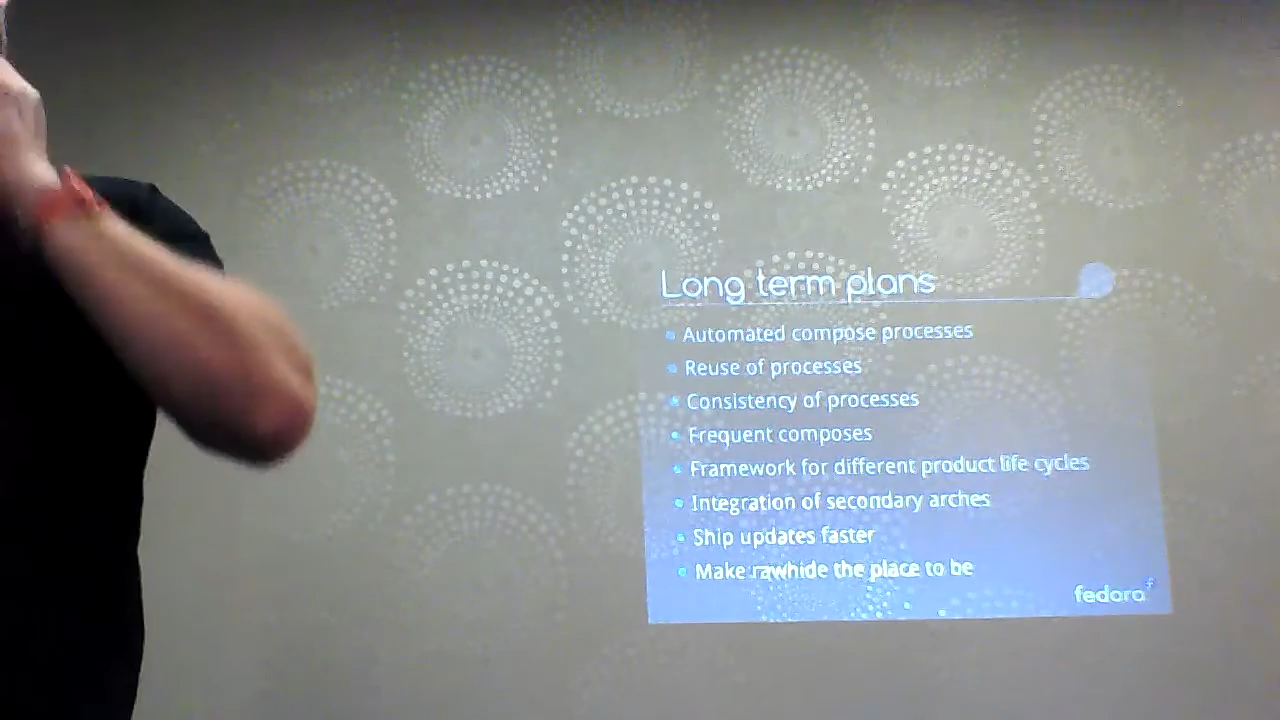 Long term plans
Automated compose processes
Reuse of processes
Consistency of processes
Frequent composes
Framework for different product life cycles
Integration of secondary arches
Ship updates faster
Make rawhide the place to be
fedora